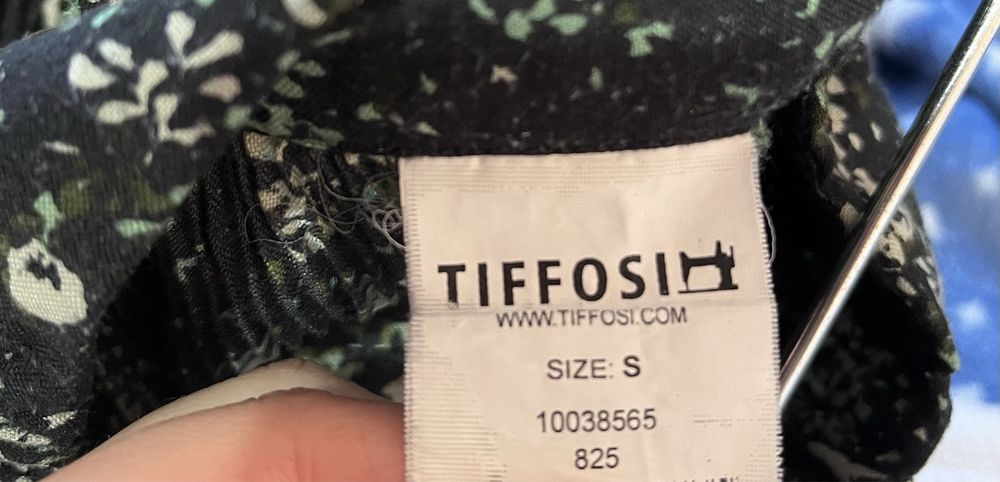 TIFFOSI
WWW.TIFFOSI.COM
SIZE: S
10038565
825